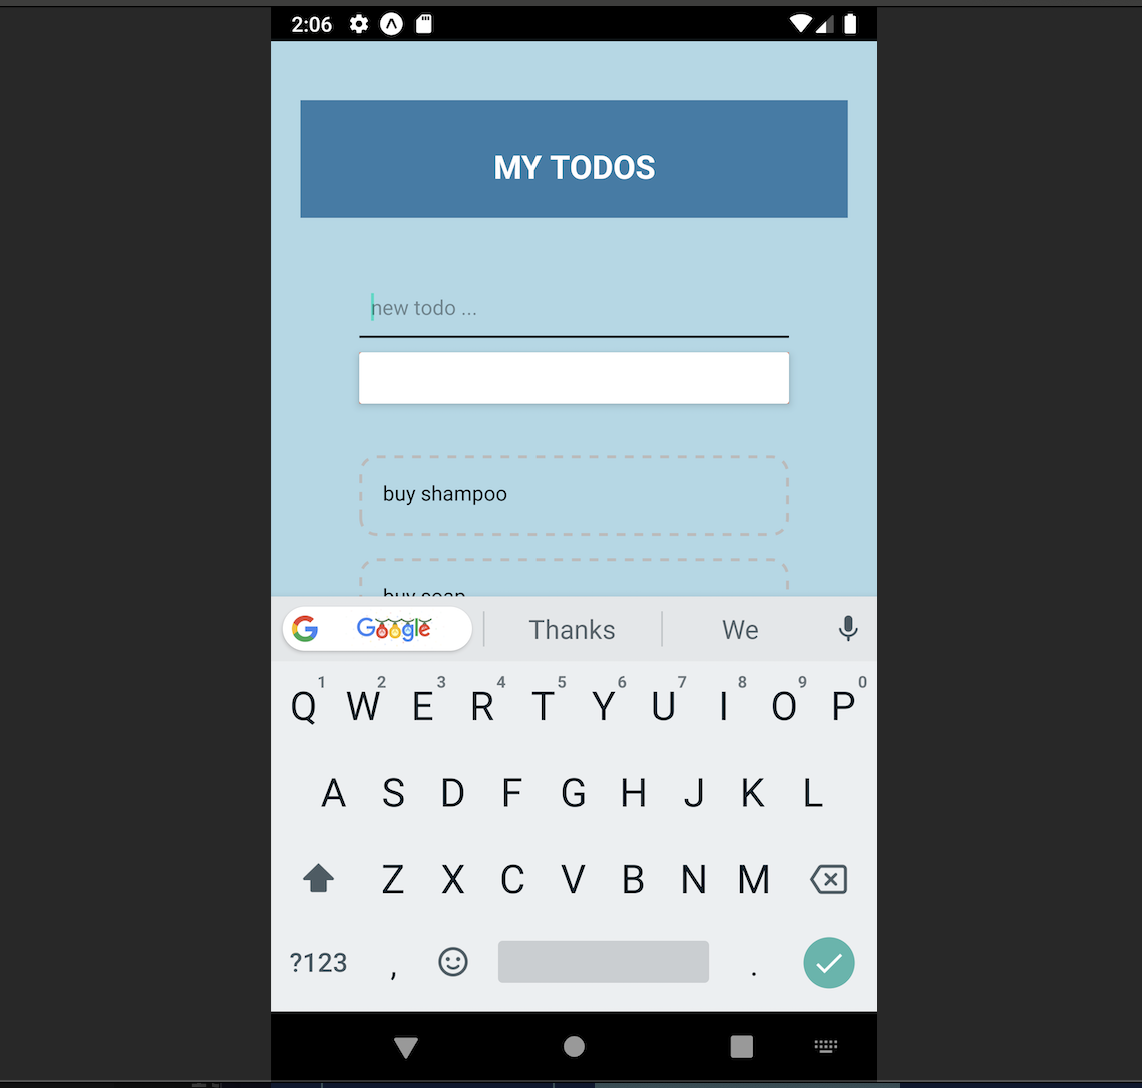 2:06
MY TODOS
new todo ...
buy shampoo
buy soap
G Google Thanks We
1 2 3 4 5 6 7 8 9 0
Q W E R T Y U I O P
A S D F G H J K L
Z X C V B N M
?123 , .